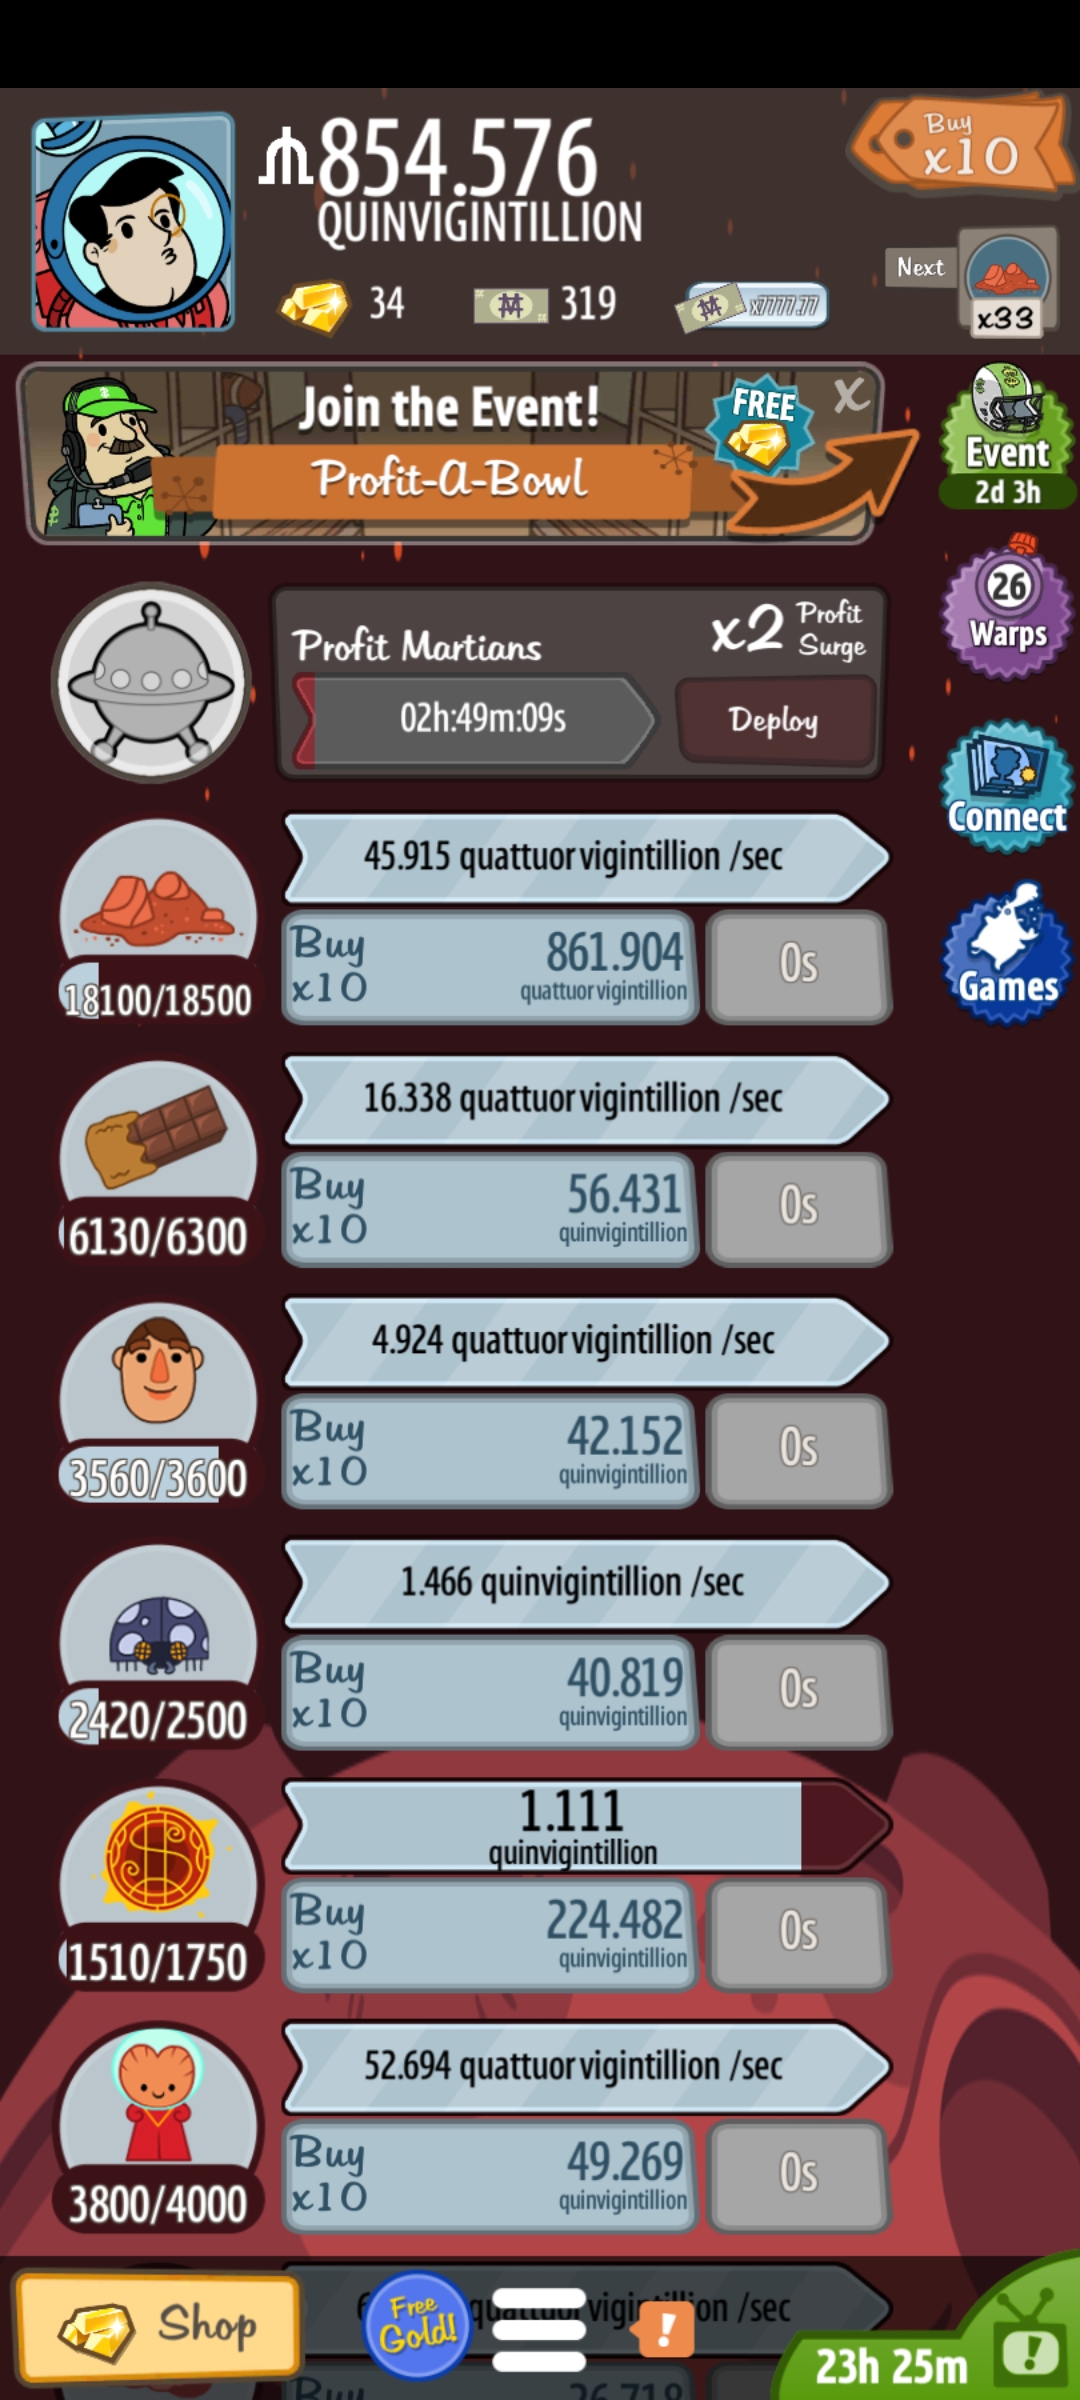 854.576
QUINVIGINTILLION
Buy
x10
34
319
x7777.77
Next
x33
Join the Event!
Profit-A-Bowl
FREE
Event
2d 3h
26
Warps
Connect
Games
Profit Martians
x2 Profit Surge
02h:49m:09s
Deploy
45.915 quattuorvigintillion /sec
18100/18500
Buy x10
861.904
quattuorvigintillion
0s
16.338 quattuorvigintillion /sec
6130/6300
Buy x10
56.431
quinvigintillion
0s
4.924 quattuorvigintillion /sec
3560/3600
Buy x10
42.152
quinvigintillion
0s
1.466 quinvigintillion /sec
2420/2500
Buy x10
40.819
quinvigintillion
0s
1.111
quinvigintillion
1510/1750
Buy x10
224.482
quinvigintillion
0s
52.694 quattuorvigintillion /sec
3800/4000
Buy x10
49.269
quinvigintillion
0s
Shop
Free Gold!
/sec
!
23h 25m
!
Buy
26.718